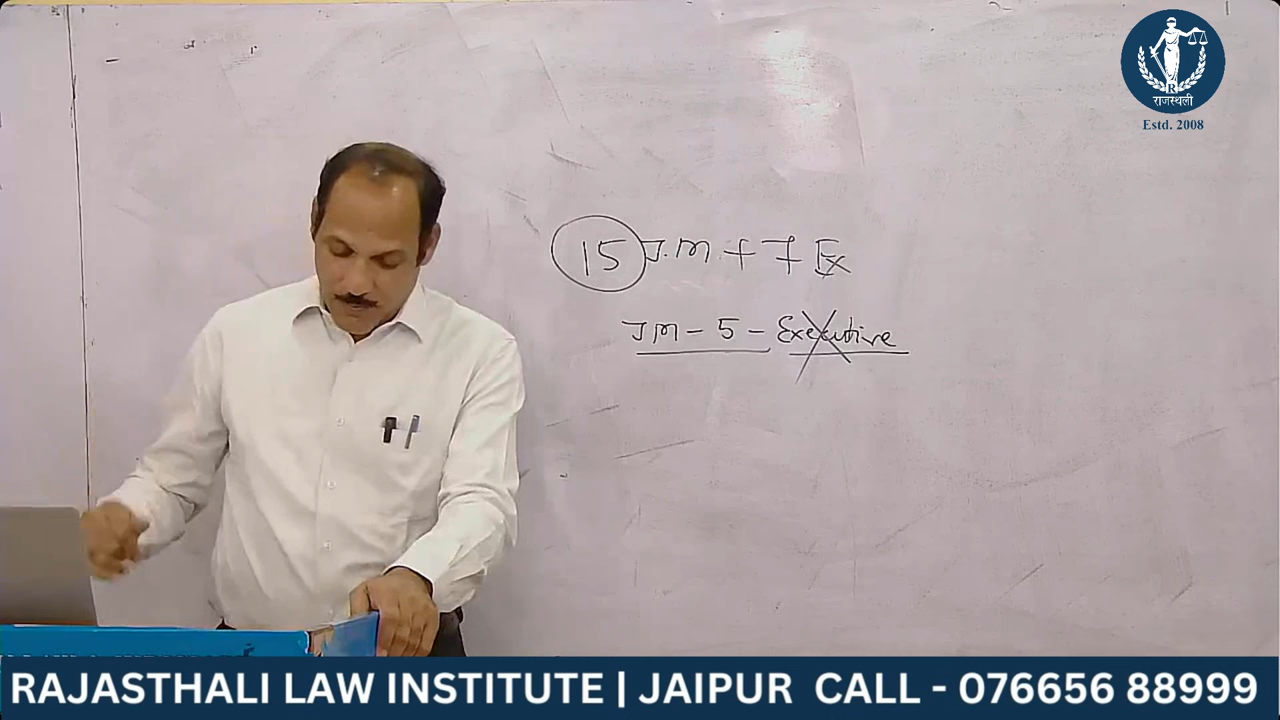 राजस्थली
Estd. 2008
15 J.M. + 7 Ex
JM - 5 - Executive
RAJASTHALI LAW INSTITUTE | JAIPUR CALL - 076656 88999